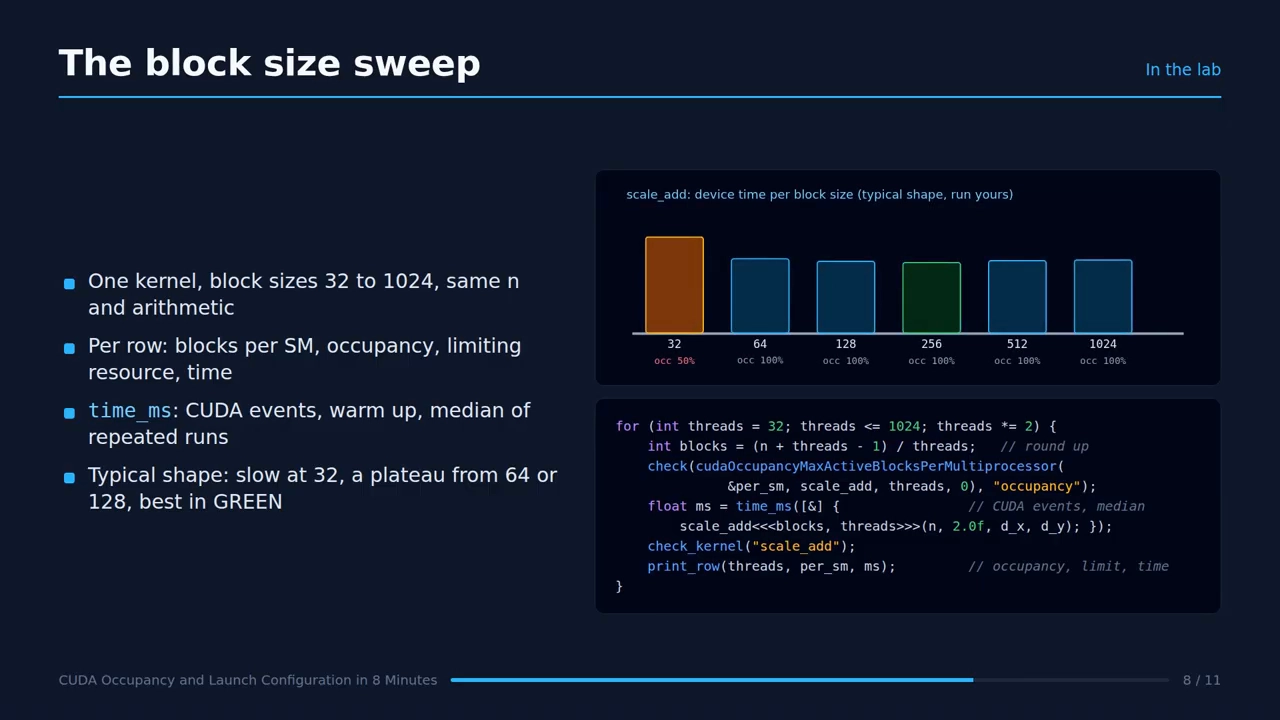 The block size sweep
In the lab
One kernel, block sizes 32 to 1024, same n
and arithmetic
Per row: blocks per SM, occupancy, limiting
resource, time
time_ms: CUDA events, warm up, median of
repeated runs
Typical shape: slow at 32, a plateau from 64 or
128, best in GREEN
scale_add: device time per block size (typical shape, run yours)
32 64 128 256 512 1024
occ 50% occ 100% occ 100% occ 100% occ 100% occ 100%
for (int threads = 32; threads <= 1024; threads *= 2) {
    int blocks = (n + threads - 1) / threads;   // round up
    check(cudaOccupancyMaxActiveBlocksPerMultiprocessor(
              &per_sm, scale_add, threads, 0), "occupancy");
    float ms = time_ms([&] {                // CUDA events, median
        scale_add<<<blocks, threads>>>(n, 2.0f, d_x, d_y); });
    check_kernel("scale_add");
    print_row(threads, per_sm, ms);         // occupancy, limit, time
}
CUDA Occupancy and Launch Configuration in 8 Minutes
8 / 11